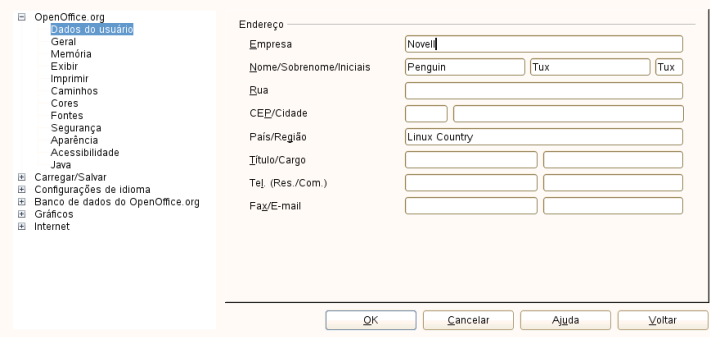 OpenOffice.org
Dados do usuário
Geral
Memória
Exibir
Imprimir
Caminhos
Cores
Fontes
Segurança
Aparência
Acessibilidade
Java
Carregar/Salvar
Configurações de idioma
Banco de dados do OpenOffice.org
Gráficos
Internet
Endereço
Empresa Novell
Nome/Sobrenome/Iniciais Penguin Tux Tux
Rua
CEP/Cidade
País/Região Linux Country
Título/Cargo
Tel. (Res./Com.)
Fax/E-mail
OK Cancelar Ajuda Voltar